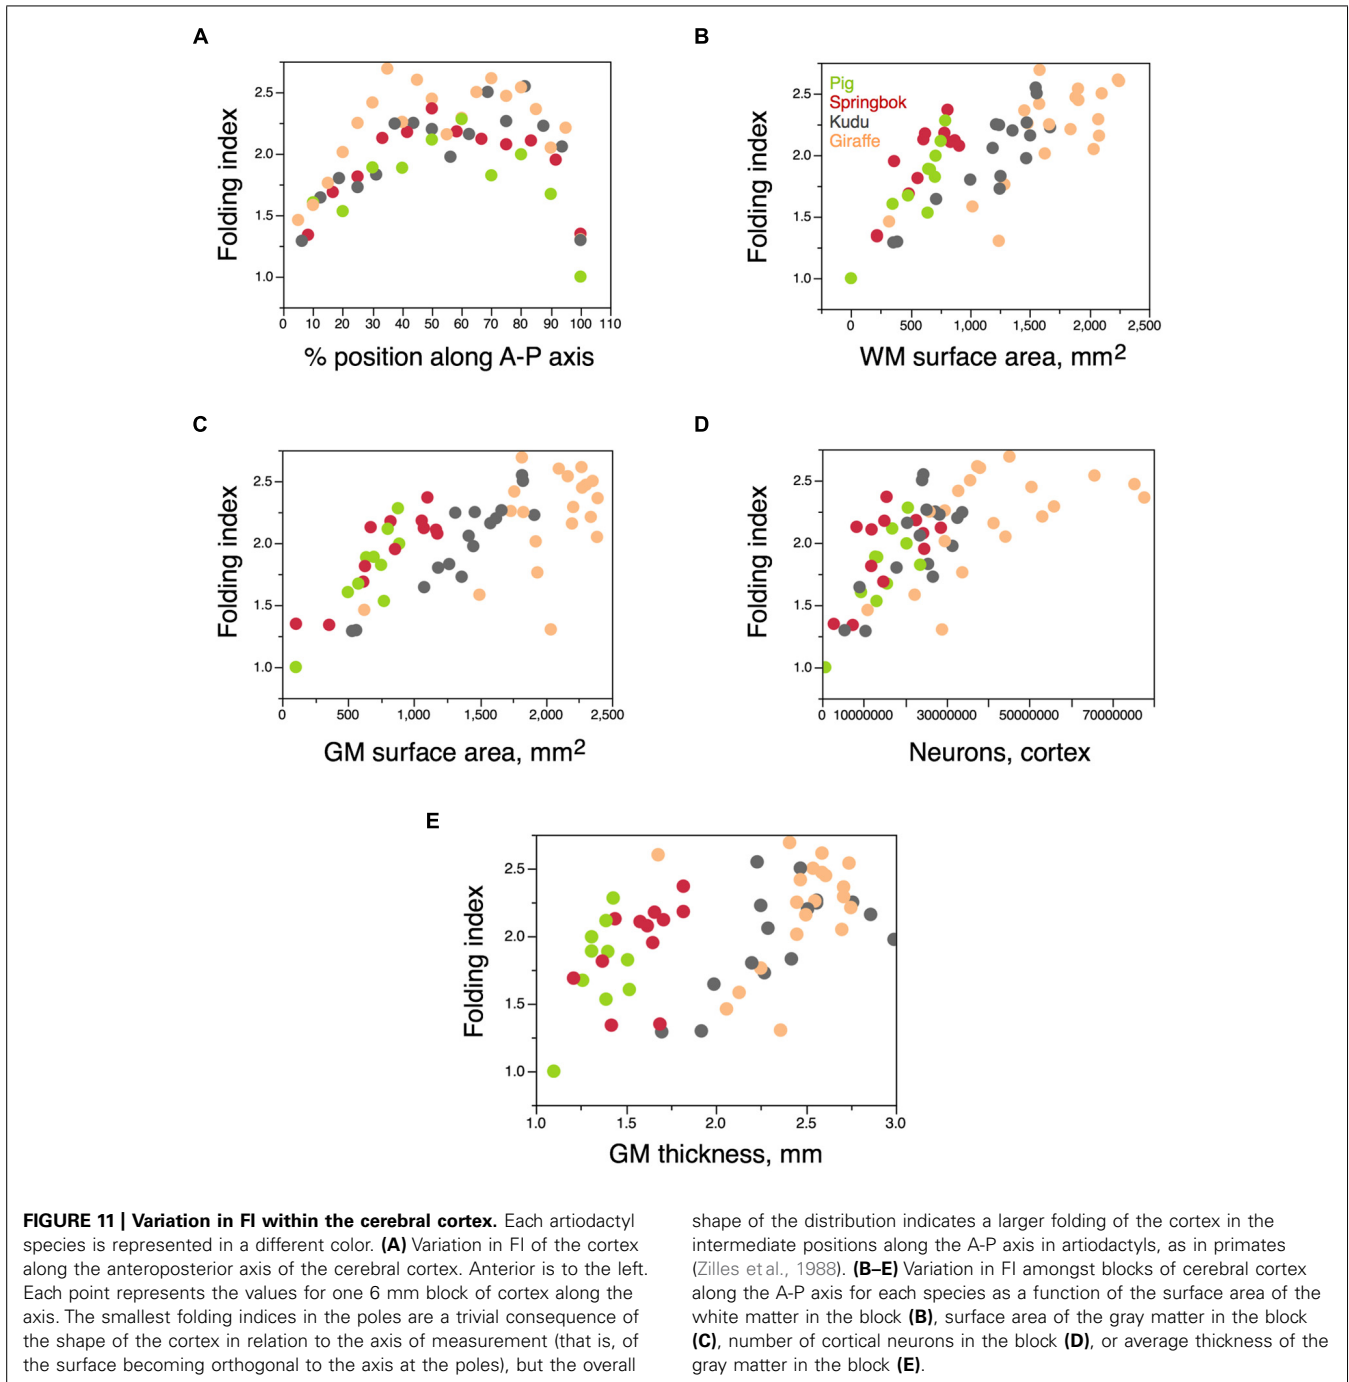 A
2.5
2.0
1.5
1.0
Folding index
0 10 20 30 40 50 60 70 80 90 100 110
% position along A-P axis
B
Pig
Springbok
Kudu
Giraffe
2.5
2.0
1.5
1.0
Folding index
0 500 1,000 1,500 2,000 2,500
WM surface area, mm2
C
2.5
2.0
1.5
1.0
Folding index
0 500 1,000 1,500 2,000 2,500
GM surface area, mm2
D
2.5
2.0
1.5
1.0
Folding index
0 10000000 30000000 50000000 70000000
Neurons, cortex
E
2.5
2.0
1.5
1.0
Folding index
1.0 1.5 2.0 2.5 3.0
GM thickness, mm
FIGURE 11 | Variation in FI within the cerebral cortex. Each artiodactyl
species is represented in a different color. (A) Variation in FI of the cortex
along the anteroposterior axis of the cerebral cortex. Anterior is to the left.
Each point represents the values for one 6 mm block of cortex along the
axis. The smallest folding indices in the poles are a trivial consequence of
the shape of the cortex in relation to the axis of measurement (that is, of
the surface becoming orthogonal to the axis at the poles), but the overall
shape of the distribution indicates a larger folding of the cortex in the
intermediate positions along the A-P axis in artiodactyls, as in primates
(Zilles et al., 1988). (B–E) Variation in FI amongst blocks of cerebral cortex
along the A-P axis for each species as a function of the surface area of the
white matter in the block (B), surface area of the gray matter in the block
(C), number of cortical neurons in the block (D), or average thickness of the
gray matter in the block (E).